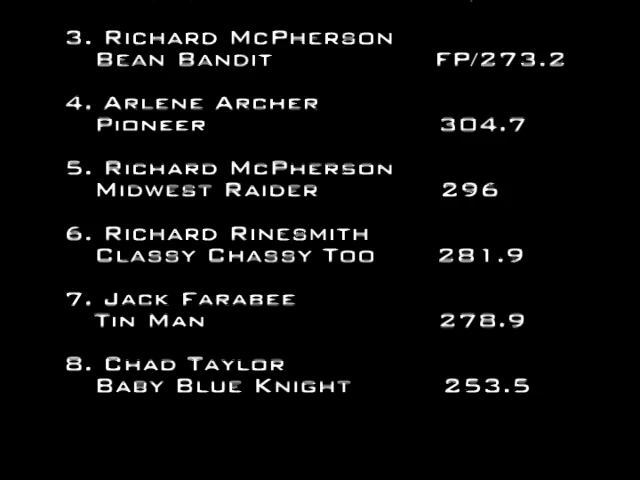 3. Richard McPherson
Bean Bandit FP/273.2
4. Arlene Archer
Pioneer 304.7
5. Richard McPherson
Midwest Raider 296
6. Richard Rinesmith
Classy Chassy Too 281.9
7. Jack Farabee
Tin Man 278.9
8. Chad Taylor
Baby Blue Knight 253.5